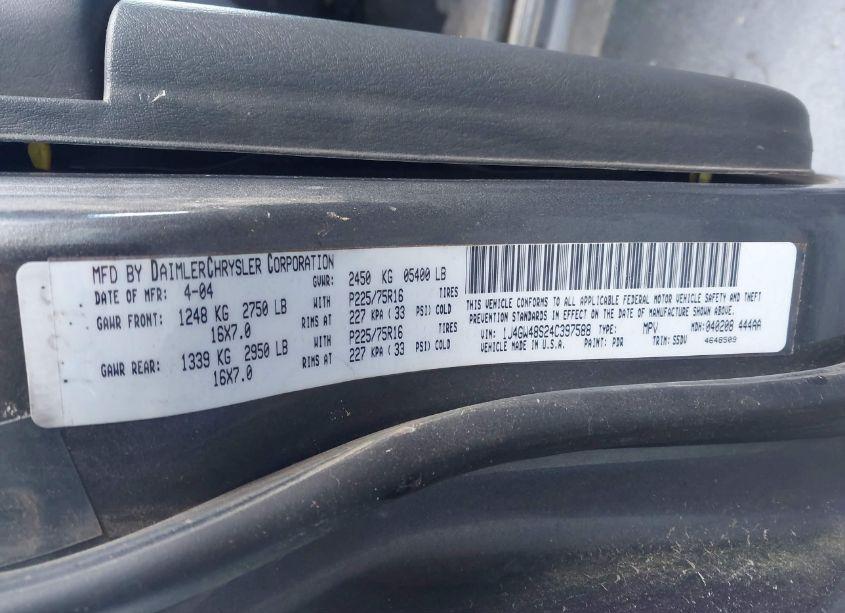 MFD BY DAIMLERCHRYSLER CORPORATION
DATE OF MFR: 4-04 GVWR: 2450 KG 05400 LB
GAWR FRONT: 1248 KG 2750 LB WITH P225/75R16 TIRES
16X7.0 RIMS AT 227 KPA ( 33 PSI) COLD
GAWR REAR: 1339 KG 2950 LB WITH P225/75R16 TIRES
16X7.0 RIMS AT 227 KPA ( 33 PSI) COLD
THIS VEHICLE CONFORMS TO ALL APPLICABLE FEDERAL MOTOR VEHICLE SAFETY AND THEFT
PREVENTION STANDARDS IN EFFECT ON THE DATE OF MANUFACTURE SHOWN ABOVE.
VIN: 1J4GW48S24C397588 TYPE: MPV MDH: 040208 444AA
VEHICLE MADE IN U.S.A. PAINT: PDR TRIM: S5DV 4648509